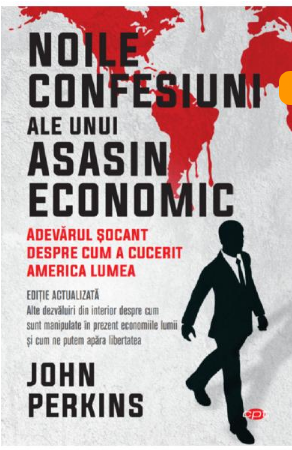 NOILE
CONFESIUNI
ALE UNUI
ASASIN
ECONOMIC
ADEVĂRUL ȘOCANT
DESPRE CUM A CUCERIT
AMERICA LUMEA
EDIȚIE ACTUALIZATĂ
Alte dezvăluiri din interior despre cum
sunt manipulate în prezent economiile lumii
și cum ne putem apăra libertatea
JOHN
PERKINS
cpi